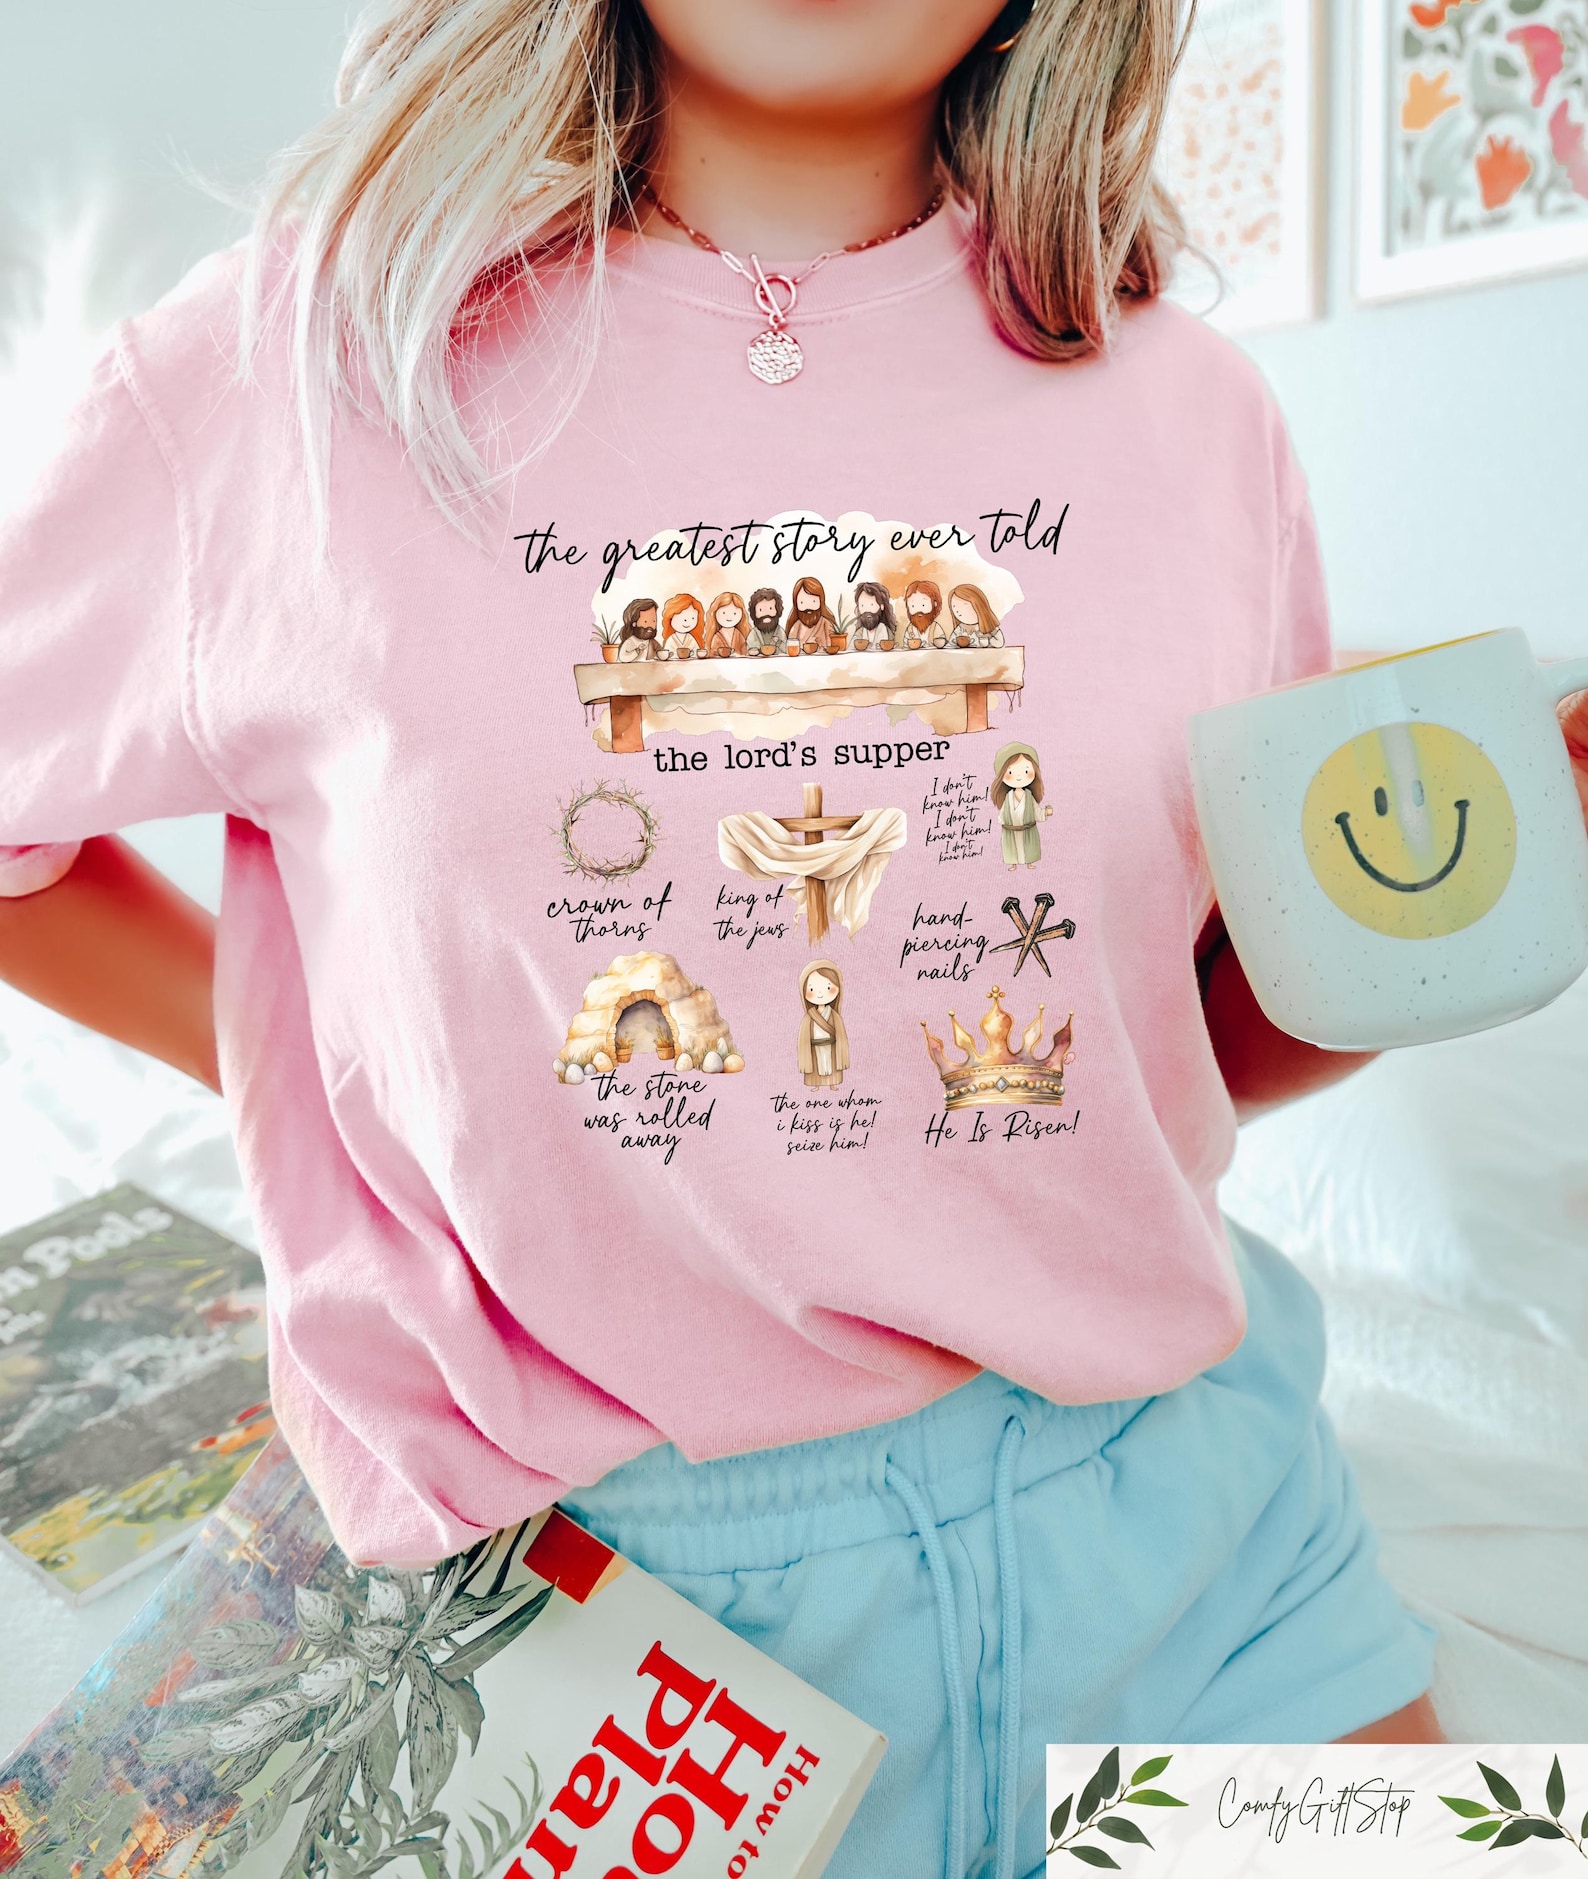 the greatest story ever told
the lord's supper
crown of
thorns
king of
the jews
I don't
know him!
I don't
know him!
I don't
know him!
hand-
piercing
nails
the stone
was rolled
away
the one whom
i kiss is he!
seize him!
He Is Risen!
Pools
How to
ComfyGiftStop